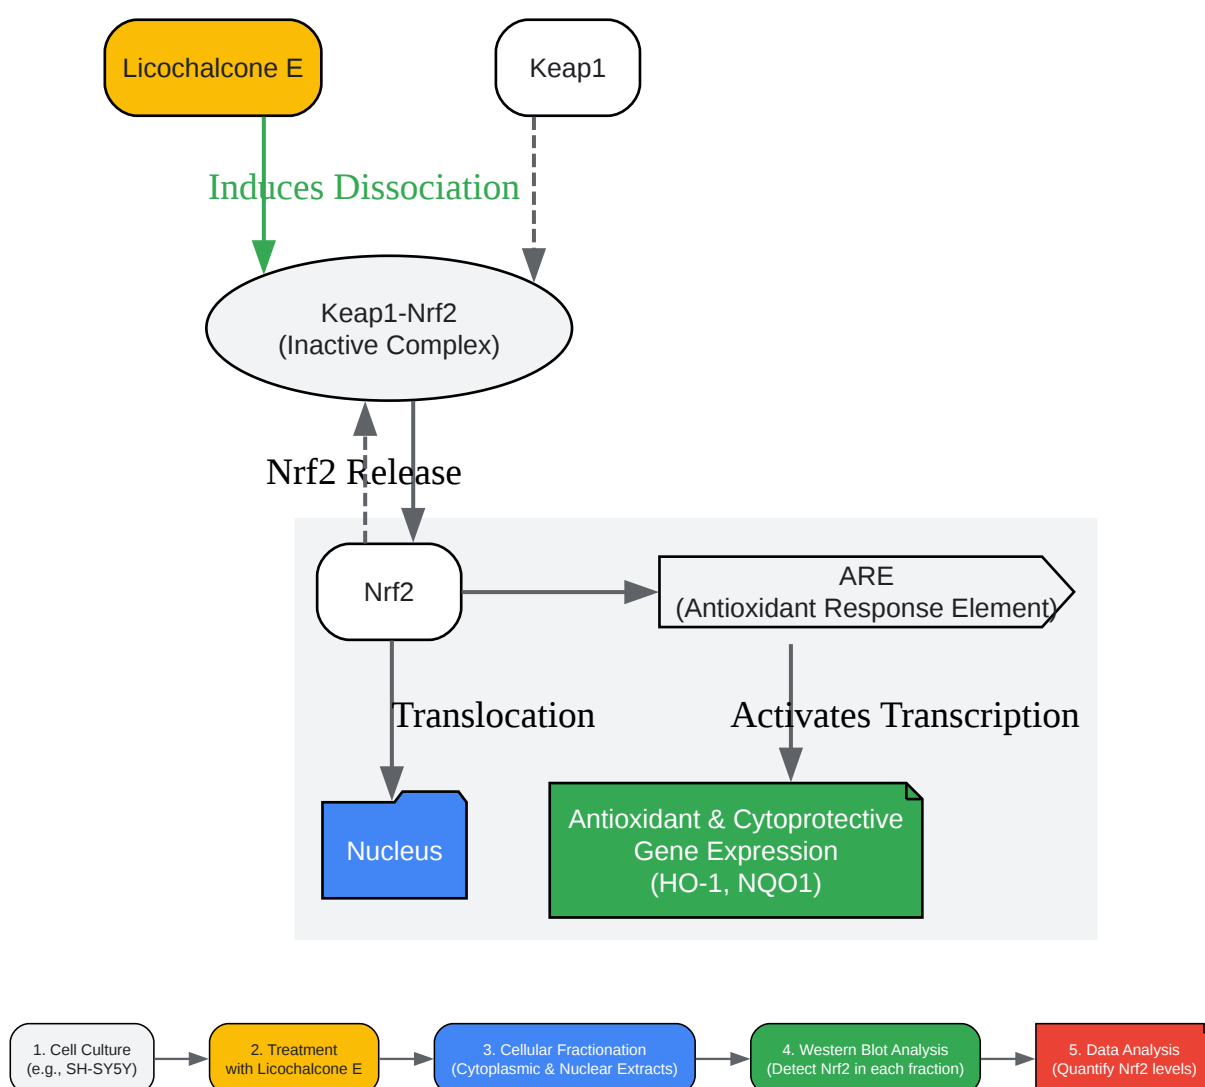 Licochalcone E
Keap1
Induces Dissociation
Keap1-Nrf2
(Inactive Complex)
Nrf2 Release
Nrf2
ARE
(Antioxidant Response Element)
Translocation
Activates Transcription
Nucleus
Antioxidant & Cytoprotective
Gene Expression
(HO-1, NQO1)
1. Cell Culture
(e.g., SH-SY5Y)
2. Treatment
with Licochalcone E
3. Cellular Fractionation
(Cytoplasmic & Nuclear Extracts)
4. Western Blot Analysis
(Detect Nrf2 in each fraction)
5. Data Analysis
(Quantify Nrf2 levels)